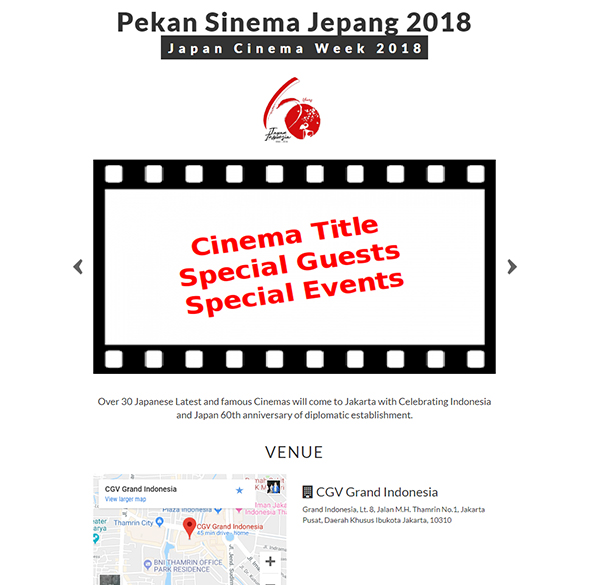 Pekan Sinema Jepang 2018
Japan Cinema Week 2018
Cinema Title
Special Guests
Special Events
Over 30 Japanese Latest and famous Cinemas will come to Jakarta with Celebrating Indonesia
and Japan 60th anniversary of diplomatic establishment.
VENUE
CGV Grand Indonesia
View larger map
Plaza Indonesia
Thamrin City
CGV Grand Indonesia
45 min drive - home
BNI THAMRIN OFFICE
PARK RESIDENCE
CGV Grand Indonesia
Grand Indonesia, Lt. 8, Jalan M.H. Thamrin No.1, Jakarta
Pusat, Daerah Khusus Ibukota Jakarta, 10310